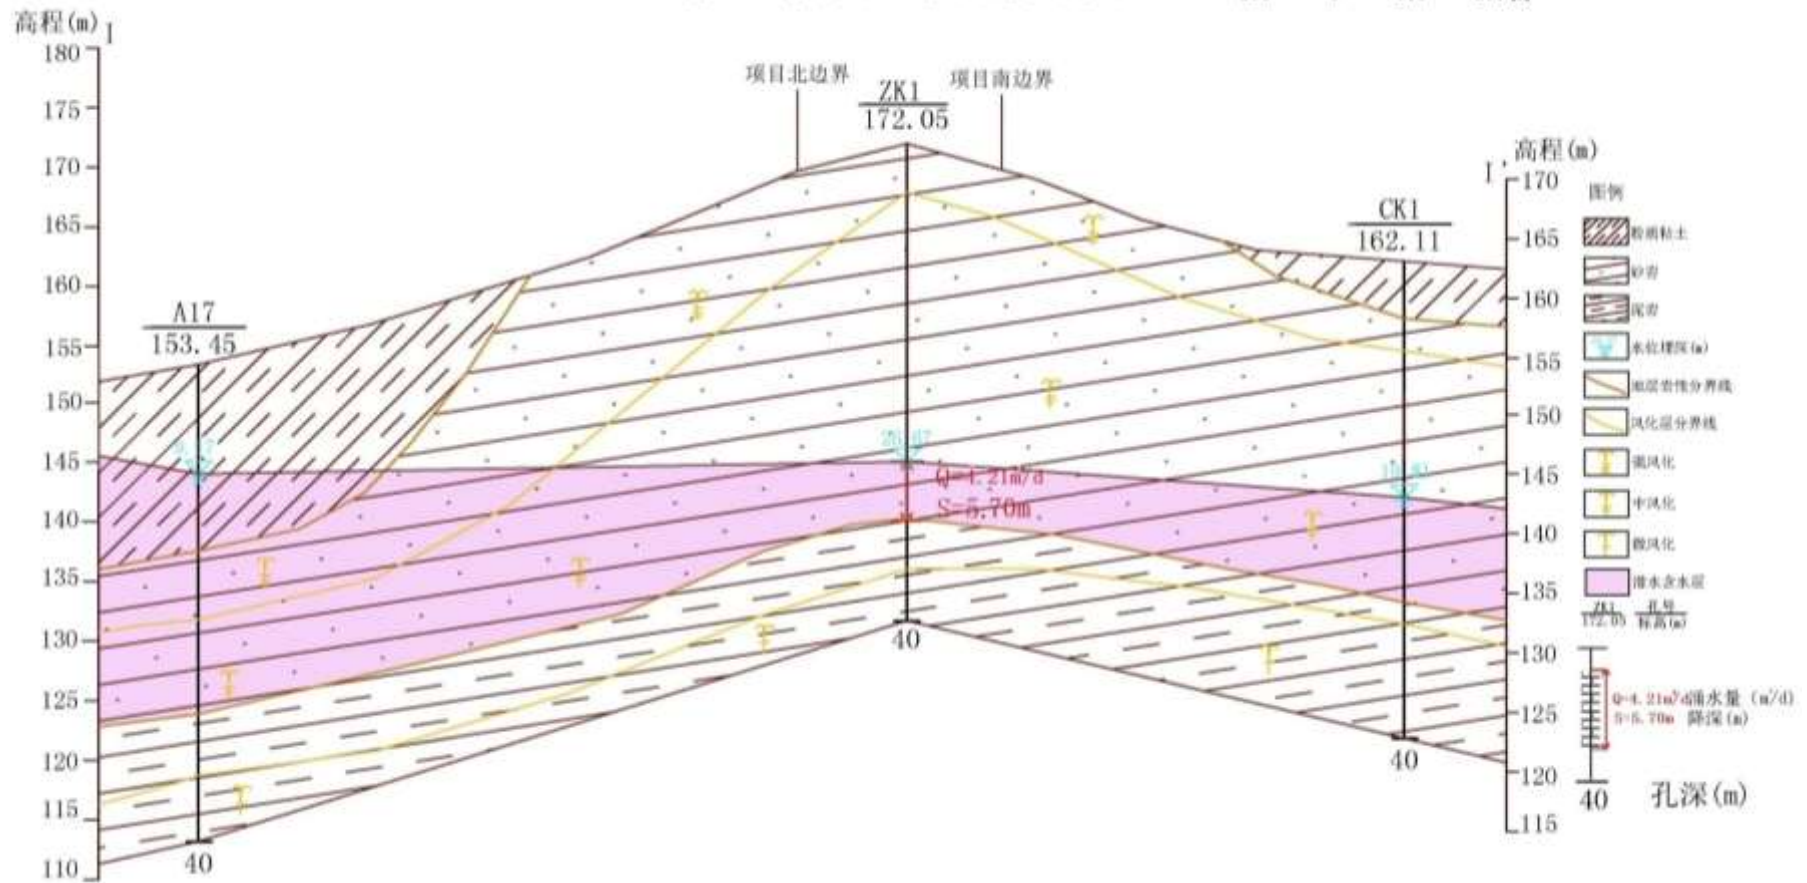 高程(m)
I
180
175
170
165
160
155
150
145
140
135
130
125
120
115
110
A17
153.45
40
项目北边界
ZK1
172.05
项目南边界
Q=4.21m³/d
S=5.70m
40
CK1
162.11
40
I'
高程(m)
170
165
160
155
150
145
140
135
130
125
120
115
图例
粉质粘土
砂岩
泥岩
水位埋深(m)
地层岩性分界线
风化层分界线
强风化
中风化
微风化
潜水含水层
ZK1 孔号
172.05 标高(m)
Q=4.21m³/d涌水量(m³/d)
S=5.70m 降深(m)
40 孔深(m)